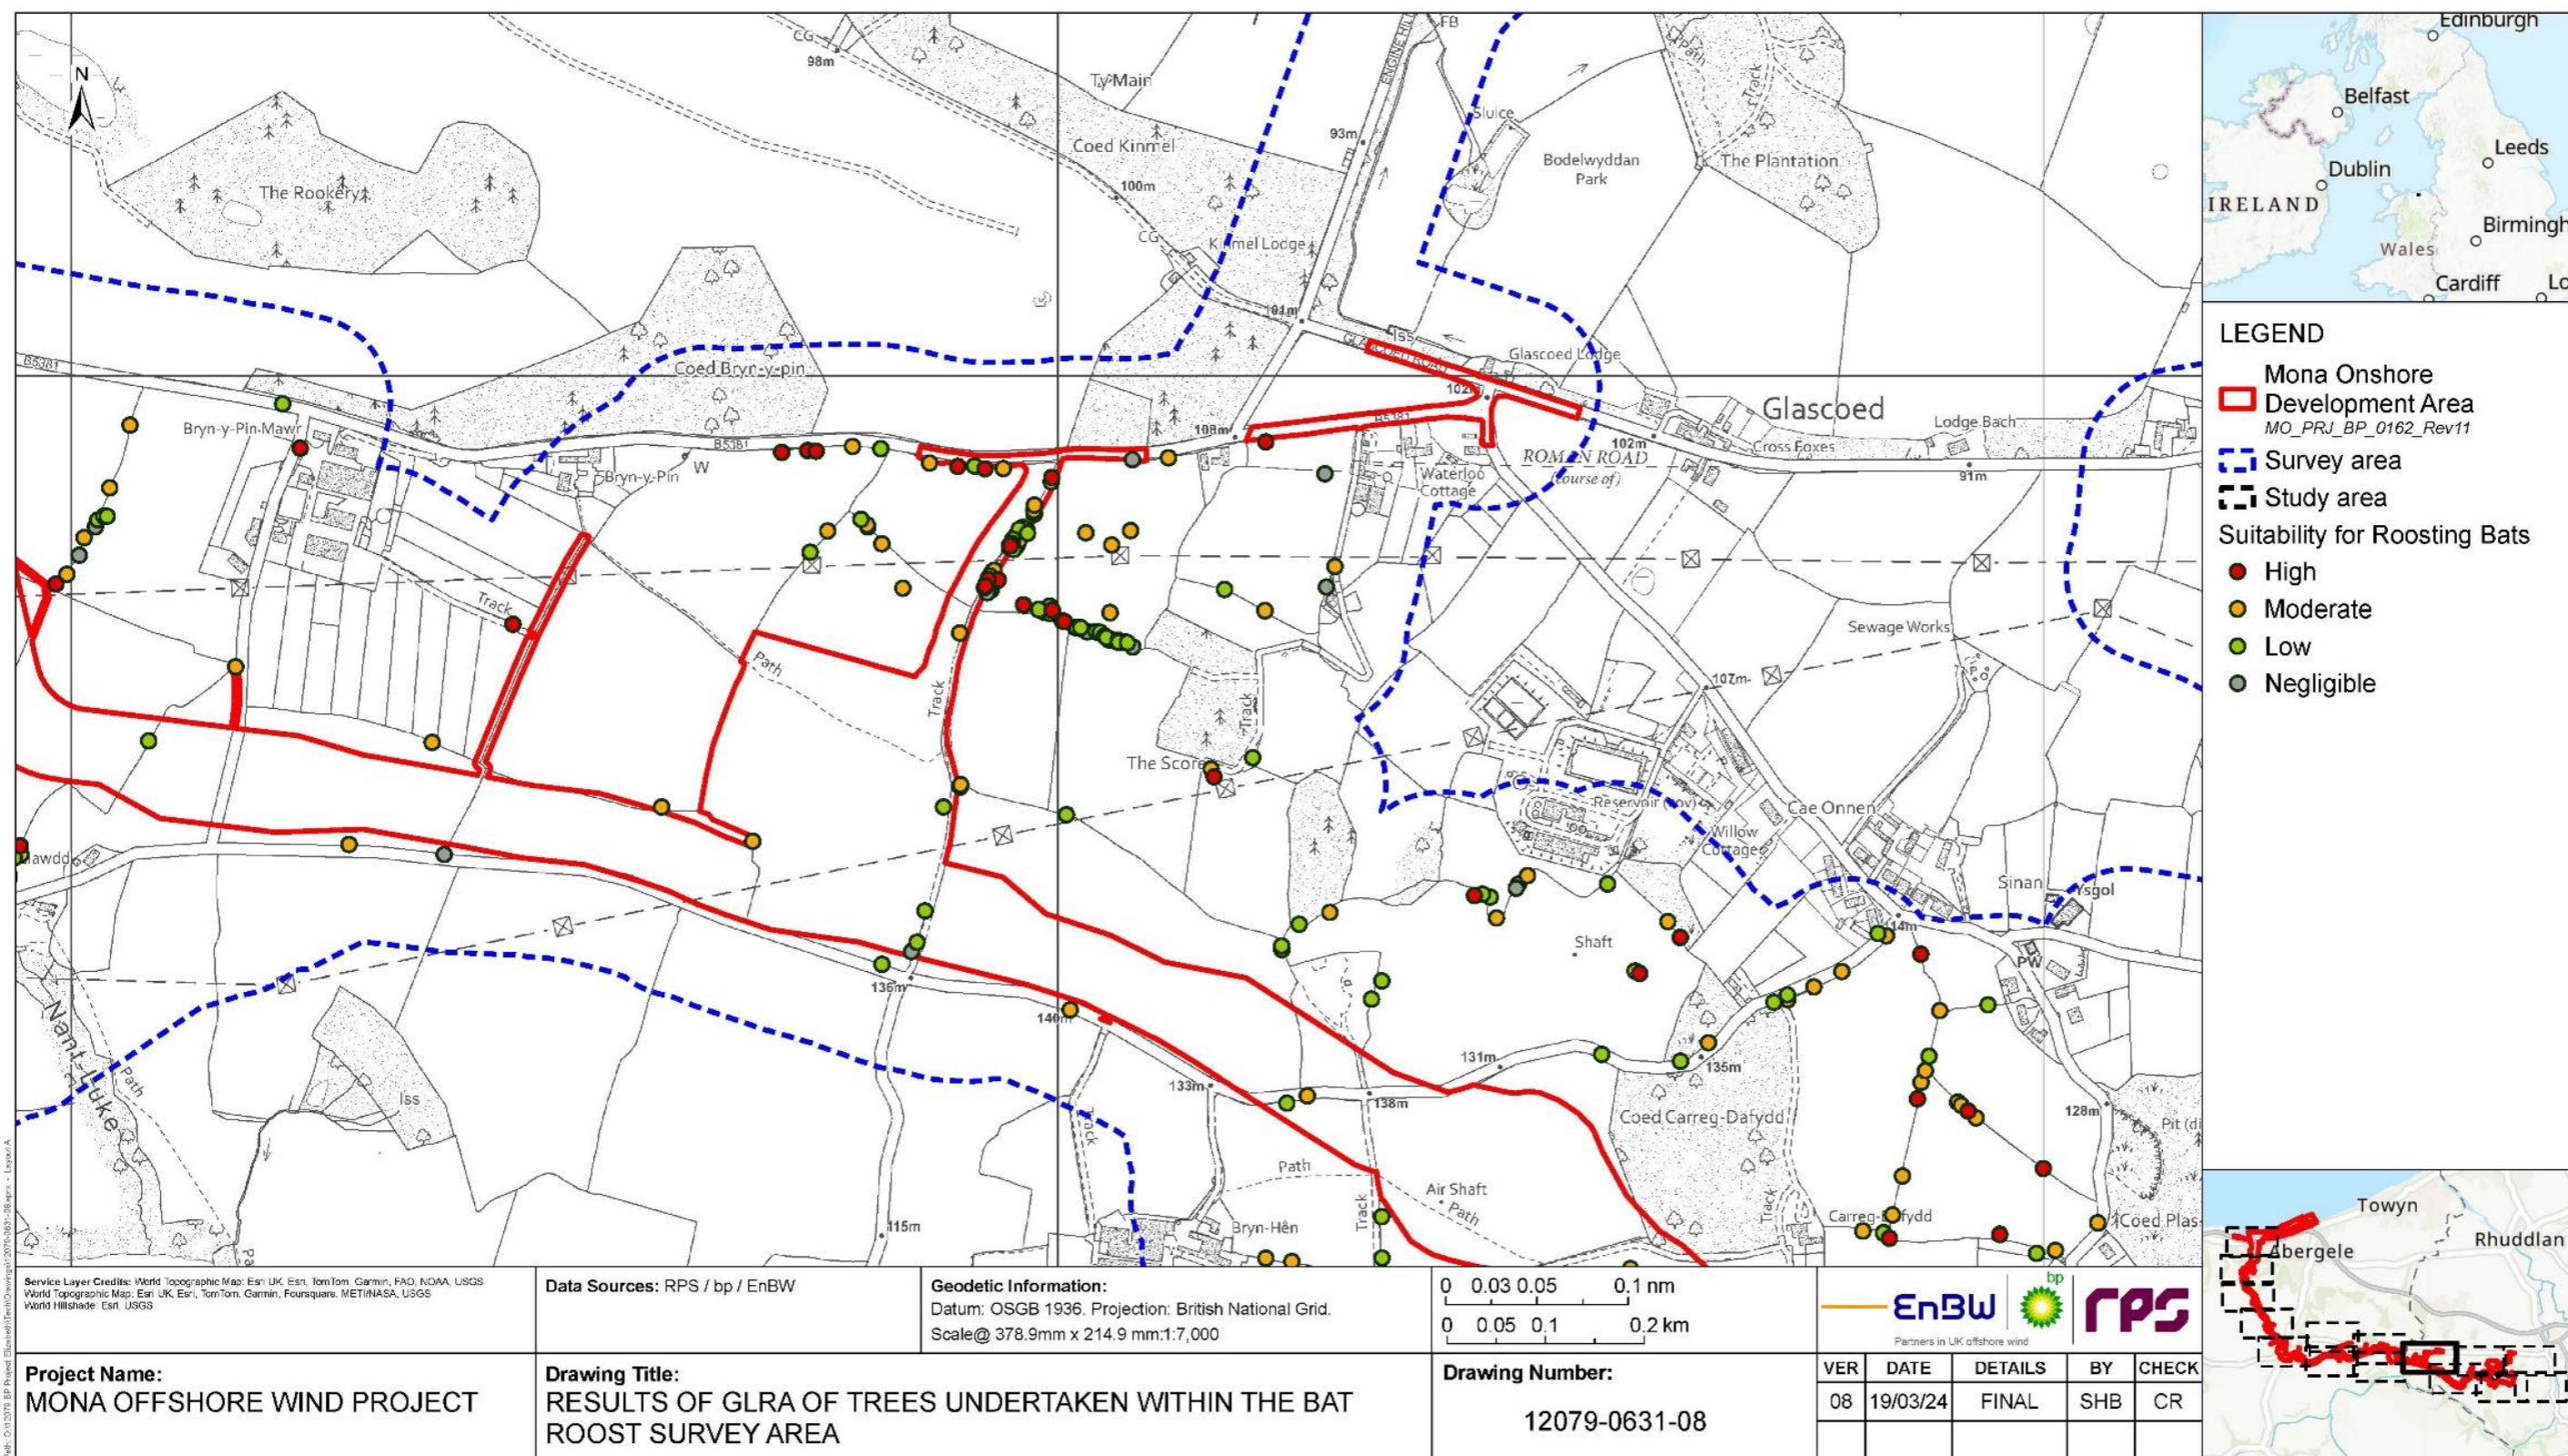 FB
CG
98m
Path
Track
Ty-Main
ENGINE HILL
N
Sluice
93m
Coed Kinmel
Bodelwyddan
Park
The Plantation
The Rookery
100m
CG
Kinmel Lodge
101m
Iss
GLASCOED ROAD
Glascoed Lodge
B5381
Coed Bryn-y-pin
102m
Glascoed
B5381
Lodge Bach
Bryn-y-Pin-Mawr
108m
102m
Cross Foxes
B5381
W
ROMAN ROAD
(course of)
Bryn-y-Pin
Waterloo
Cottage
91m
Track
Sewage Works
Path
107m
Track
Track
The Score
Reservoir (cov)
Cae Onnen
Willow
Cottage
Sinan
Ysgol
114m
Shaft
PW
136m
140m
Nant-Luke
131m
135m
Path
133m
138m
Iss
Track
Coed Carreg-Dafydd
128m
Path
Air Shaft
Path
Track
Track
115m
Bryn-Hên
Carreg-Dafydd
Edinburgh
Belfast
Leeds
Dublin
IRELAND
Birmingh
Wales
Cardiff
Lo
LEGEND
Mona Onshore
Development Area
MO_PRJ_BP_0162_Rev11
Survey area
Study area
Suitability for Roosting Bats
High
Moderate
Low
Negligible
Towyn
Abergele
Rhuddlan
Service Layer Credits: World Topographic Map: Esri UK, Esri, TomTom, Garmin, FAO, NOAA, USGS
World Topographic Map: Esri UK, Esri, TomTom, Garmin, Foursquare, METI/NASA, USGS
World Hillshade: Esri, USGS
Data Sources: RPS / bp / EnBW
Geodetic Information:
Datum: OSGB 1936. Projection: British National Grid.
Scale@ 378.9mm x 214.9 mm:1:7,000
0 0.03 0.05 0.1 nm
0 0.05 0.1 0.2 km
EnBW
bp
rps
Partners in UK offshore wind
Project Name:
MONA OFFSHORE WIND PROJECT
Drawing Title:
RESULTS OF GLRA OF TREES UNDERTAKEN WITHIN THE BAT
ROOST SURVEY AREA
Drawing Number:
12079-0631-08
VER DATE DETAILS BY CHECK
08 19/03/24 FINAL SHB CR